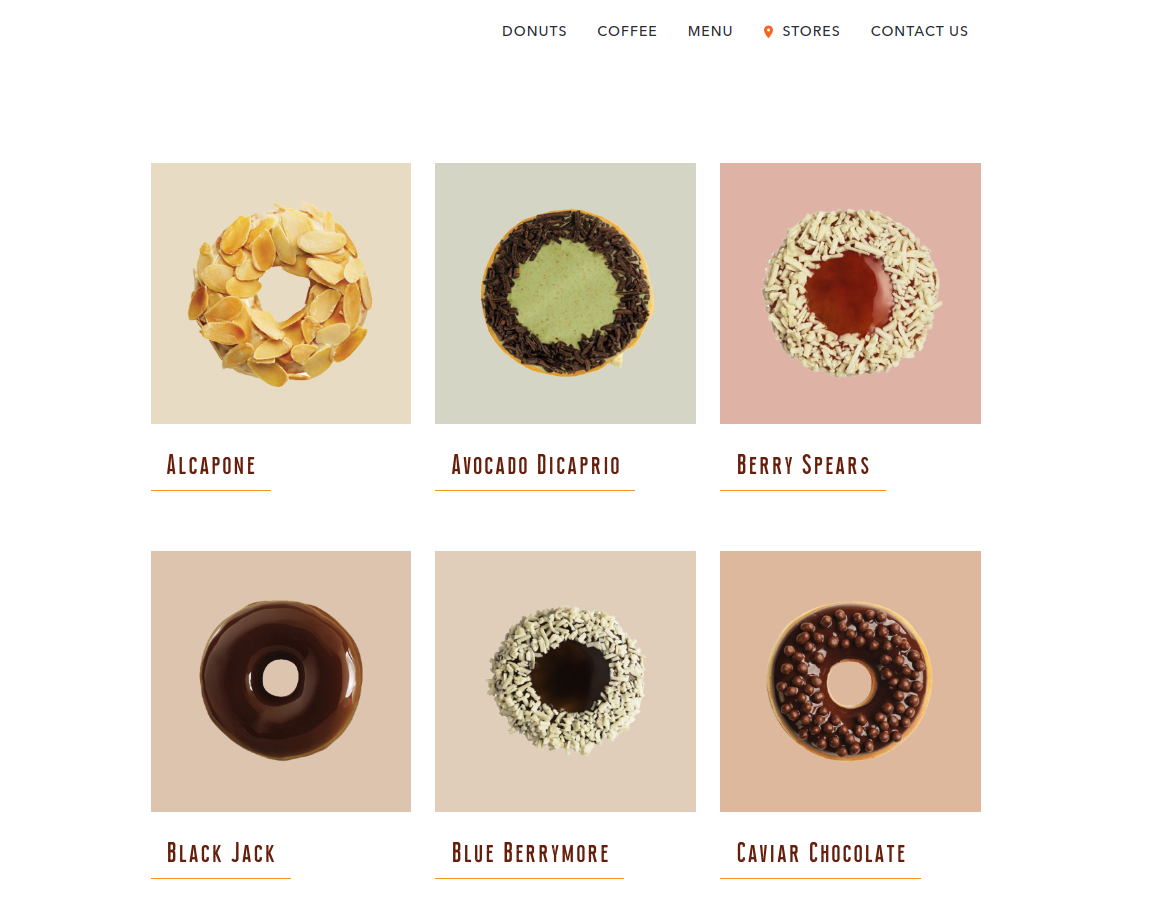 DONUTS COFFEE MENU STORES CONTACT US
Alcapone Avocado Dicaprio Berry Spears
Black Jack Blue Berrymore Caviar Chocolate